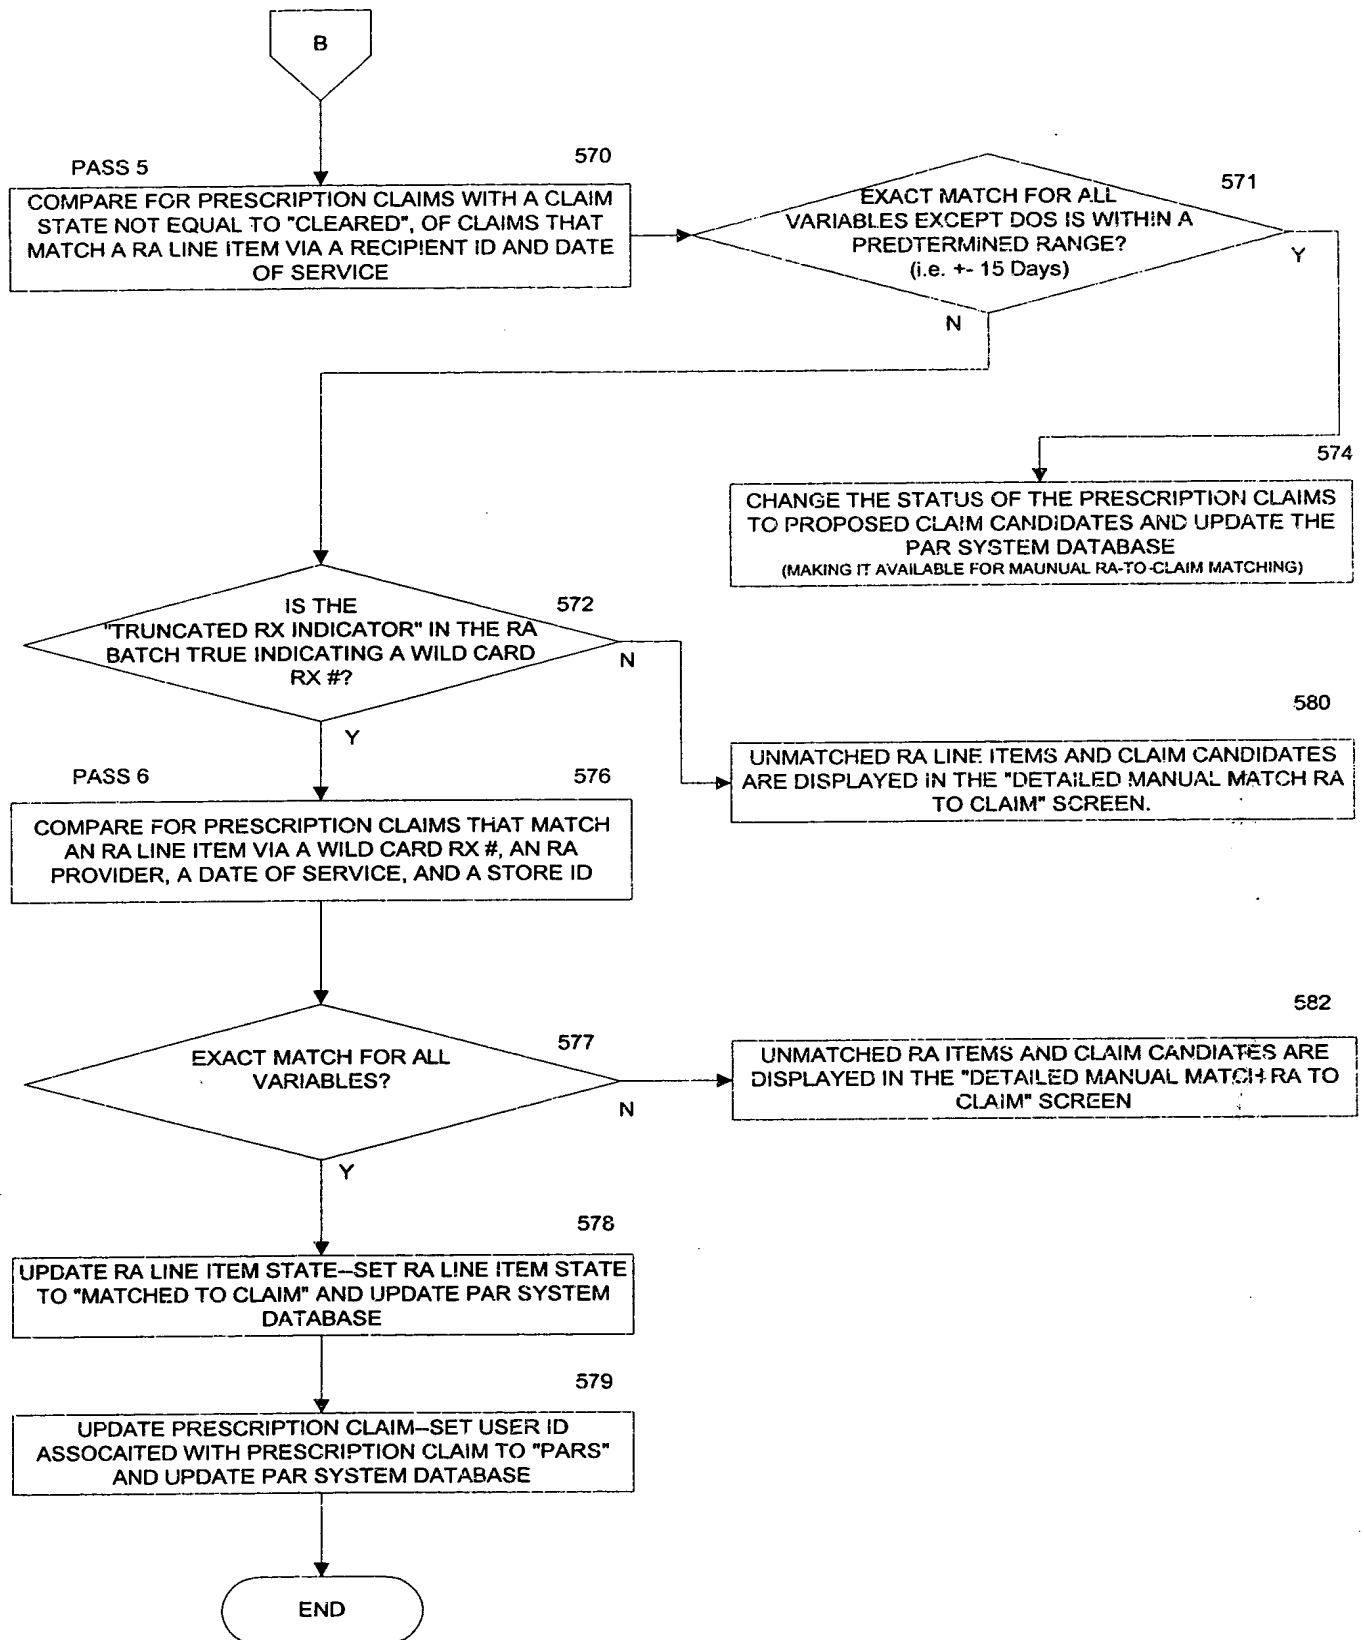 B
PASS 5
570
COMPARE FOR PRESCRIPTION CLAIMS WITH A CLAIM
STATE NOT EQUAL TO "CLEARED", OF CLAIMS THAT
MATCH A RA LINE ITEM VIA A RECIPIENT ID AND DATE
OF SERVICE
571
EXACT MATCH FOR ALL
VARIABLES EXCEPT DOS IS WITHIN A
PREDTERMINED RANGE?
(i.e. +- 15 Days)
Y
N
574
CHANGE THE STATUS OF THE PRESCRIPTION CLAIMS
TO PROPOSED CLAIM CANDIDATES AND UPDATE THE
PAR SYSTEM DATABASE
(MAKING IT AVAILABLE FOR MAUNUAL RA-TO-CLAIM MATCHING)
572
IS THE
"TRUNCATED RX INDICATOR" IN THE RA
BATCH TRUE INDICATING A WILD CARD
RX #?
N
Y
580
UNMATCHED RA LINE ITEMS AND CLAIM CANDIDATES
ARE DISPLAYED IN THE "DETAILED MANUAL MATCH RA
TO CLAIM" SCREEN.
PASS 6
576
COMPARE FOR PRESCRIPTION CLAIMS THAT MATCH
AN RA LINE ITEM VIA A WILD CARD RX #, AN RA
PROVIDER, A DATE OF SERVICE, AND A STORE ID
577
EXACT MATCH FOR ALL
VARIABLES?
N
Y
582
UNMATCHED RA ITEMS AND CLAIM CANDIATES ARE
DISPLAYED IN THE "DETAILED MANUAL MATCH RA TO
CLAIM" SCREEN
578
UPDATE RA LINE ITEM STATE--SET RA LINE ITEM STATE
TO "MATCHED TO CLAIM" AND UPDATE PAR SYSTEM
DATABASE
579
UPDATE PRESCRIPTION CLAIM--SET USER ID
ASSOCAITED WITH PRESCRIPTION CLAIM TO "PARS"
AND UPDATE PAR SYSTEM DATABASE
END